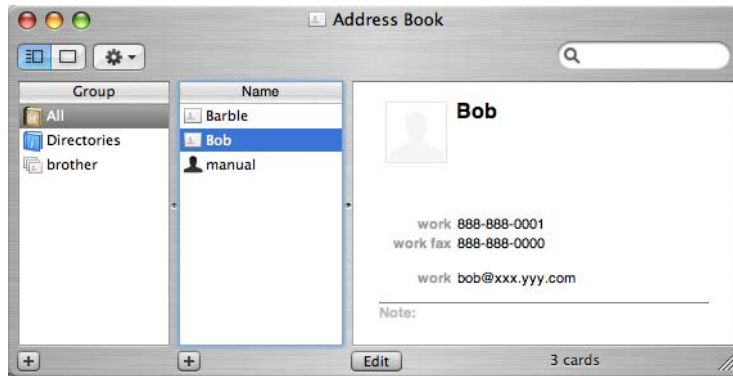 Address Book
Group
All
Directories
brother
Name
Barble
Bob
manual
Bob
work 888-888-0001
work fax 888-888-0000
work bob@xxx.yyy.com
Note:
Edit
3 cards